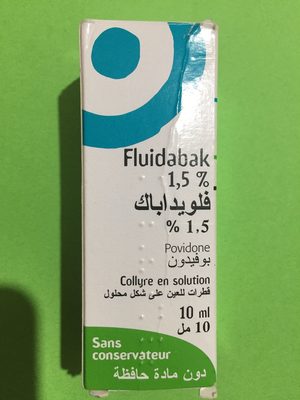 Fluidabak
1,5 %
فلويداباك
% 1,5
Povidone
بوفيدون
Collyre en solution
قطرات للعين على شكل محلول
10 ml
10 مل
Sans
conservateur
دون مادة حافظة